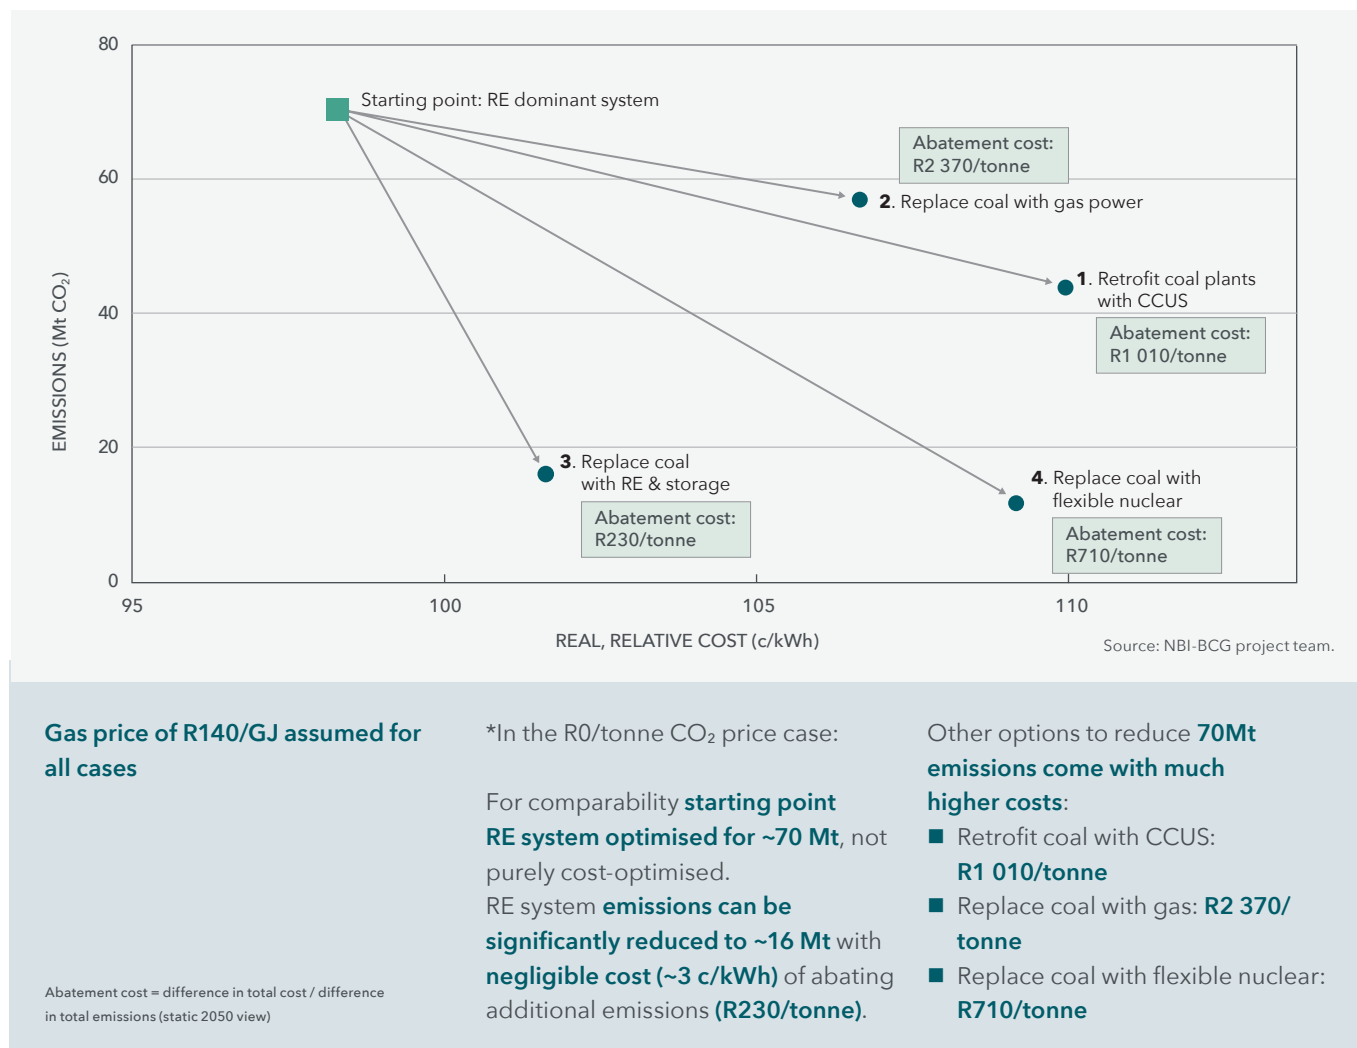 80
60
40
20
0
EMISSIONS (Mt CO₂)
Starting point: RE dominant system
Abatement cost:
R2 370/tonne
2. Replace coal with gas power
1. Retrofit coal plants
with CCUS
Abatement cost:
R1 010/tonne
3. Replace coal
with RE & storage
Abatement cost:
R230/tonne
4. Replace coal with
flexible nuclear
Abatement cost:
R710/tonne
95
100
105
110
REAL, RELATIVE COST (c/kWh)
Source: NBI-BCG project team.
Gas price of R140/GJ assumed for
all cases
Abatement cost = difference in total cost / difference
in total emissions (static 2050 view)
*In the R0/tonne CO₂ price case:
For comparability starting point
RE system optimised for ~70 Mt, not
purely cost-optimised.
RE system emissions can be
significantly reduced to ~16 Mt with
negligible cost (~3 c/kWh) of abating
additional emissions (R230/tonne).
Other options to reduce 70Mt
emissions come with much
higher costs:
■ Retrofit coal with CCUS:
R1 010/tonne
■ Replace coal with gas: R2 370/
tonne
■ Replace coal with flexible nuclear:
R710/tonne